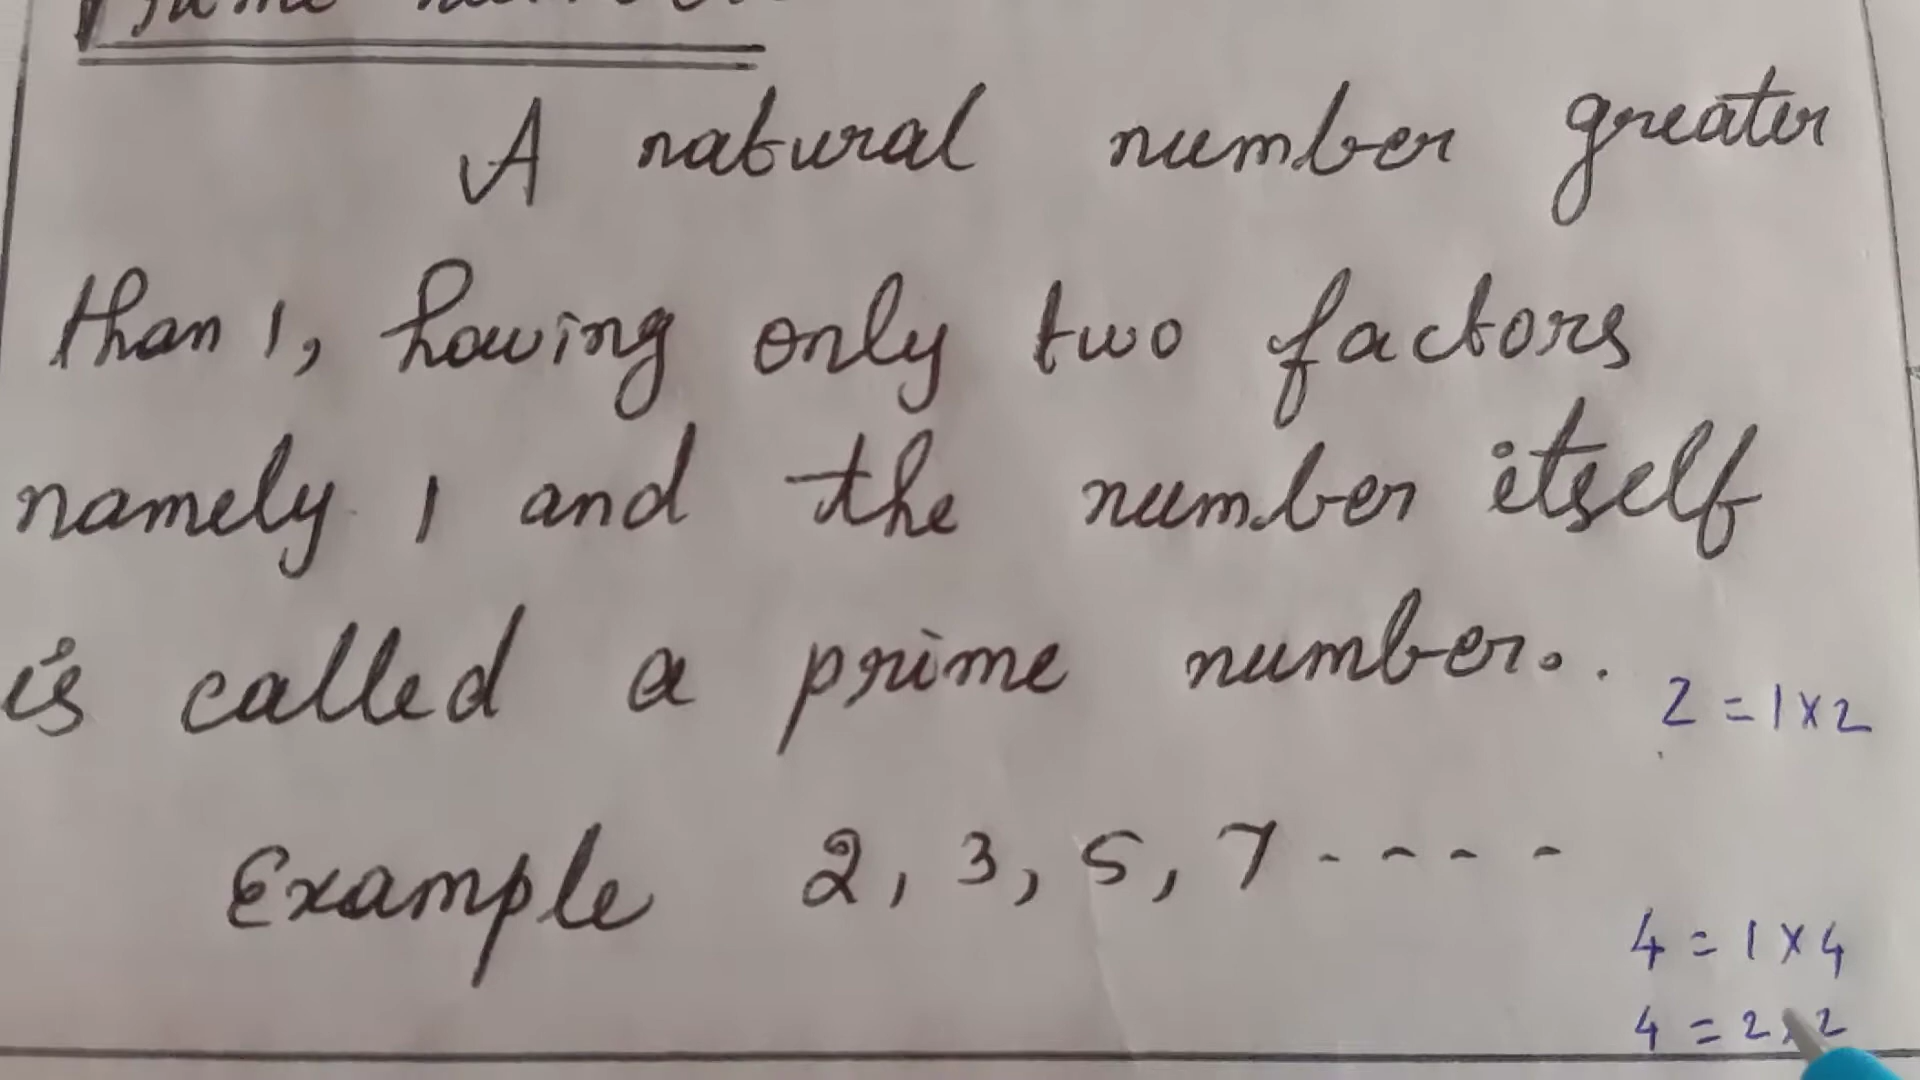 A natural number greater
than 1, having only two factors
namely 1 and the number itself
is called a prime number..
2 = 1 x 2
Example 2, 3, 5, 7 - - - -
4 = 1 x 4
4 = 2 x 2